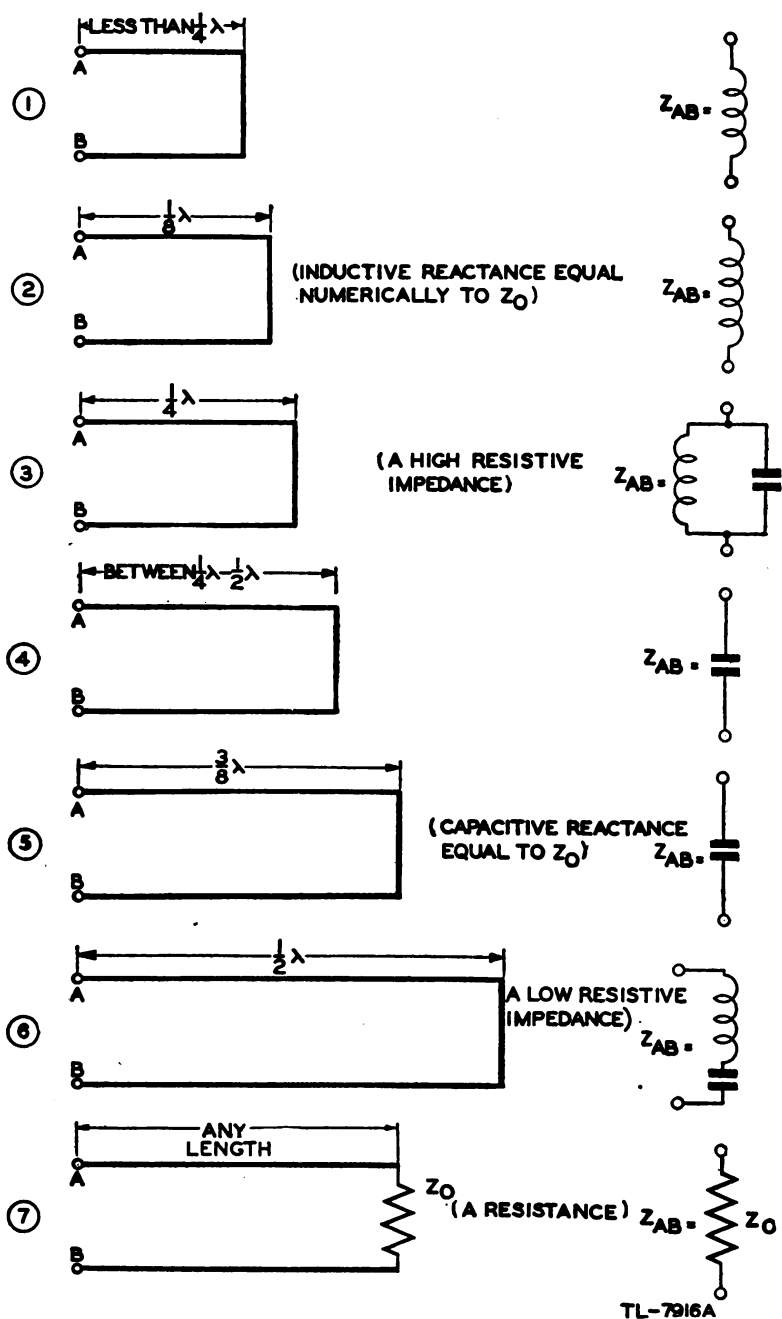 LESS THAN 1/4 λ
A
1
B
Z_AB =
1/8 λ
A
2
(INDUCTIVE REACTANCE EQUAL
NUMERICALLY TO Z_O)
Z_AB =
B
1/4 λ
A
3
(A HIGH RESISTIVE
IMPEDANCE)
Z_AB =
B
BETWEEN 1/4 λ - 1/2 λ
A
4
Z_AB =
B
3/8 λ
A
5
(CAPACITIVE REACTANCE
EQUAL TO Z_O)
Z_AB =
B
1/2 λ
A
6
A LOW RESISTIVE
IMPEDANCE)
Z_AB =
B
ANY
LENGTH
A
7
Z_O
(A RESISTANCE)
Z_AB =
Z_O
B
TL-7916A